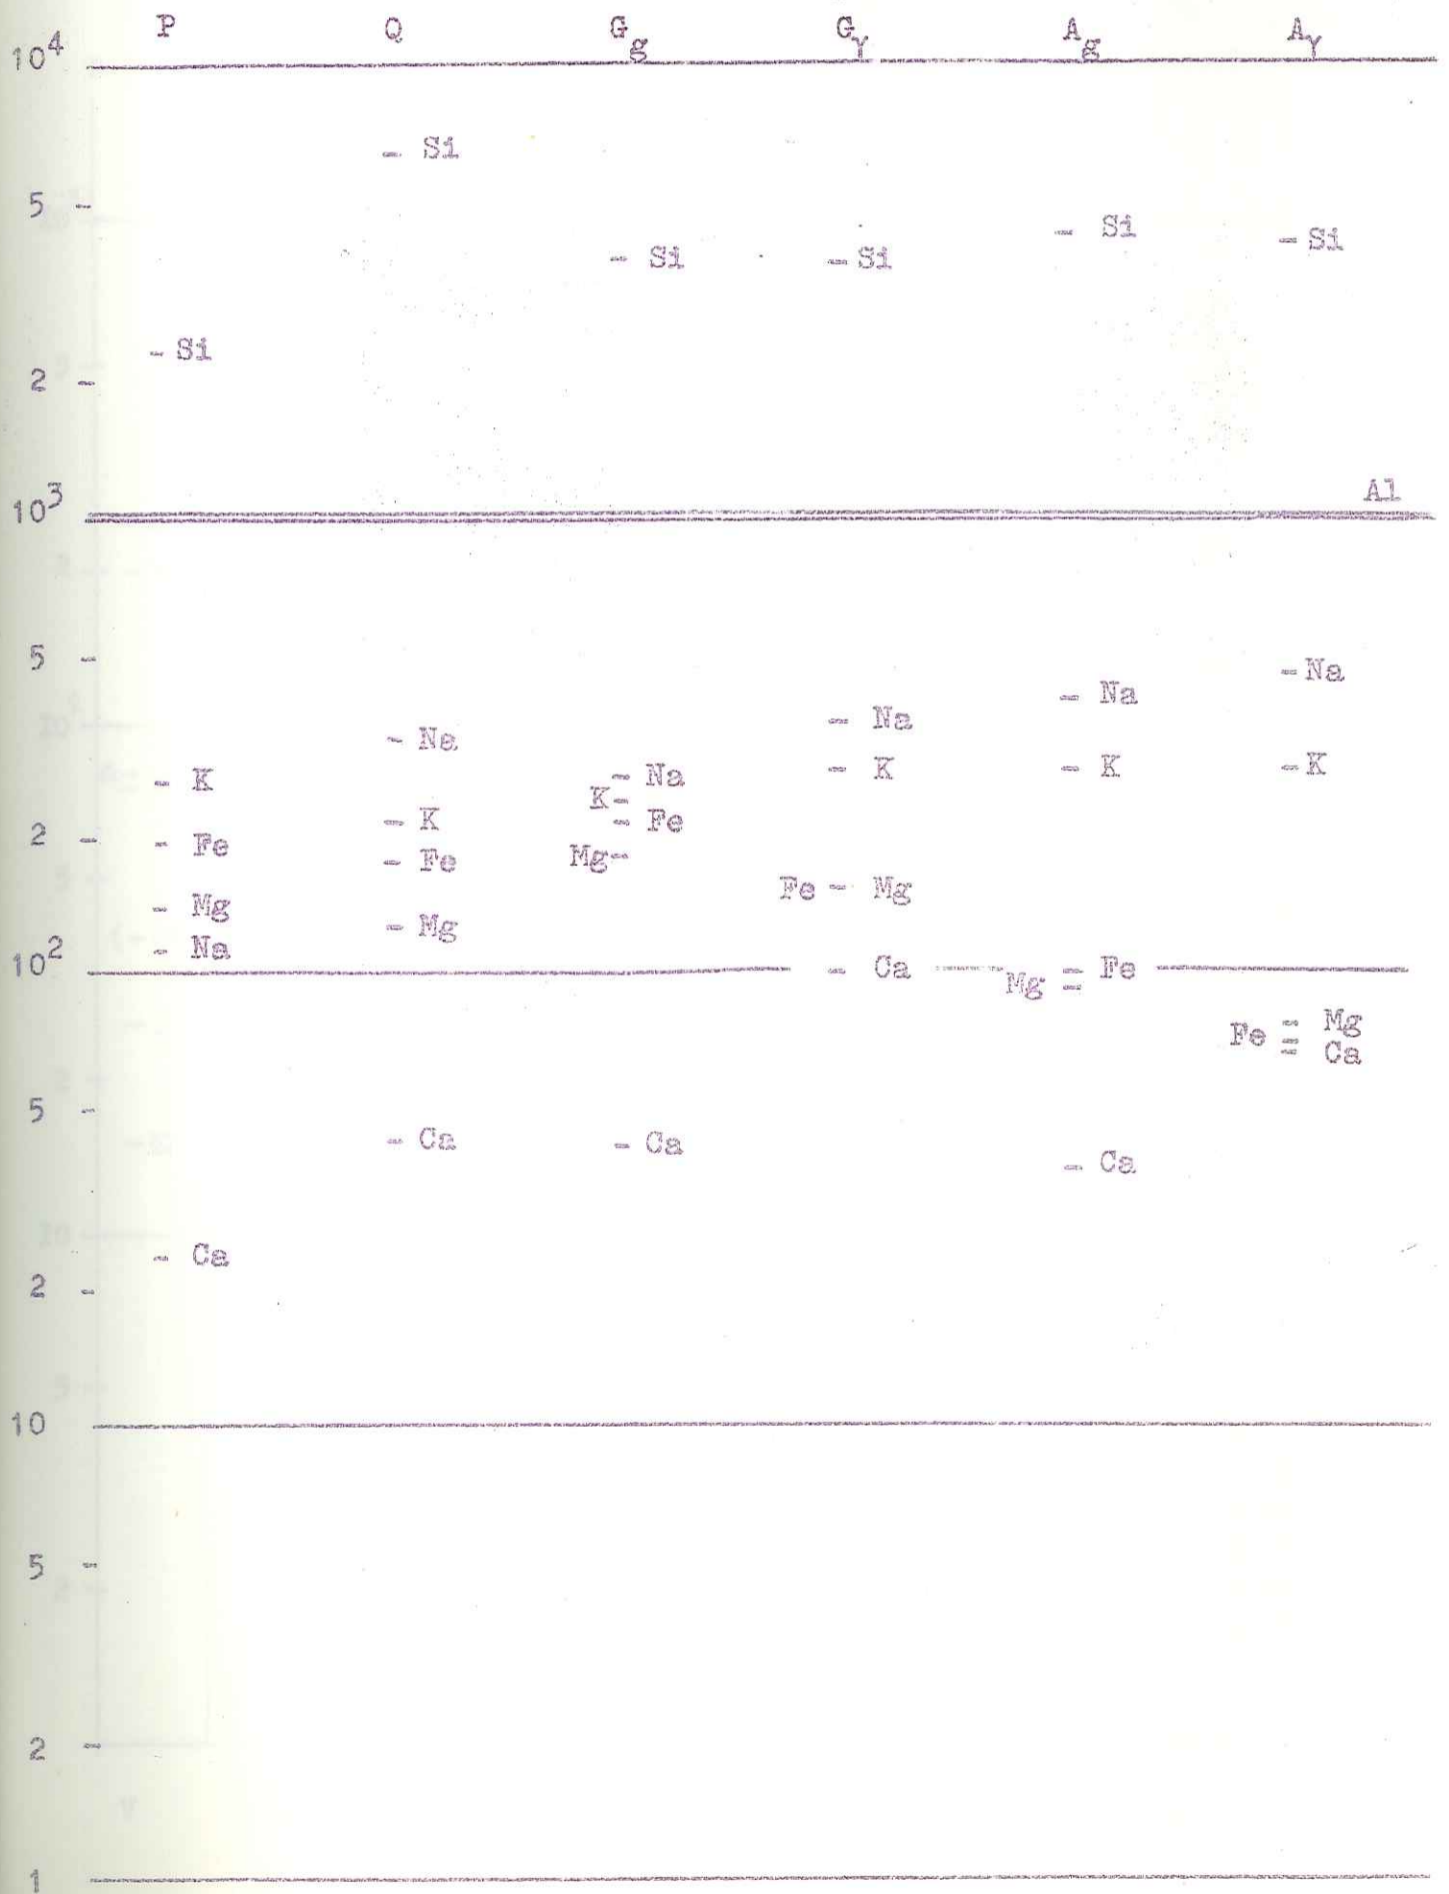 P Q Gg Gγ Ag Aγ
10⁴
Si
5 Si Si
Si Si
Si
2
10³ Al
5 Na
Na
Na
Na
K Na K K K
K
2 K Fe
Fe Fe Mg
Fe Mg
Mg Mg
Na
10² Ca Fe
Mg
Mg
Fe
Ca
5
Ca Ca
Ca
Ca
2
10
5
2
1